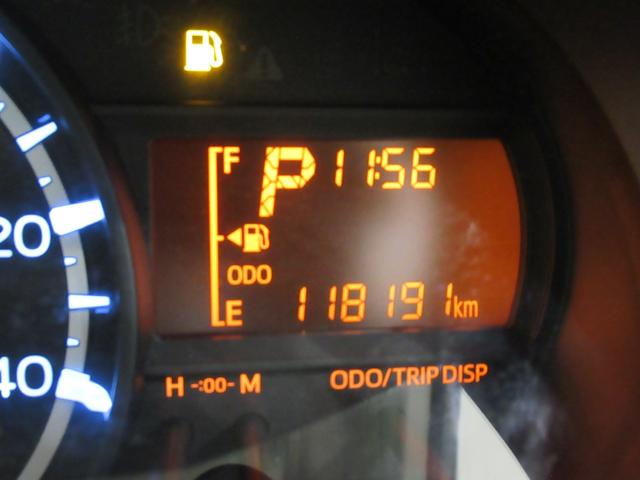 F P 11:56
20
ODO
E 118191km
40
H -:00- M ODO/TRIP DISP